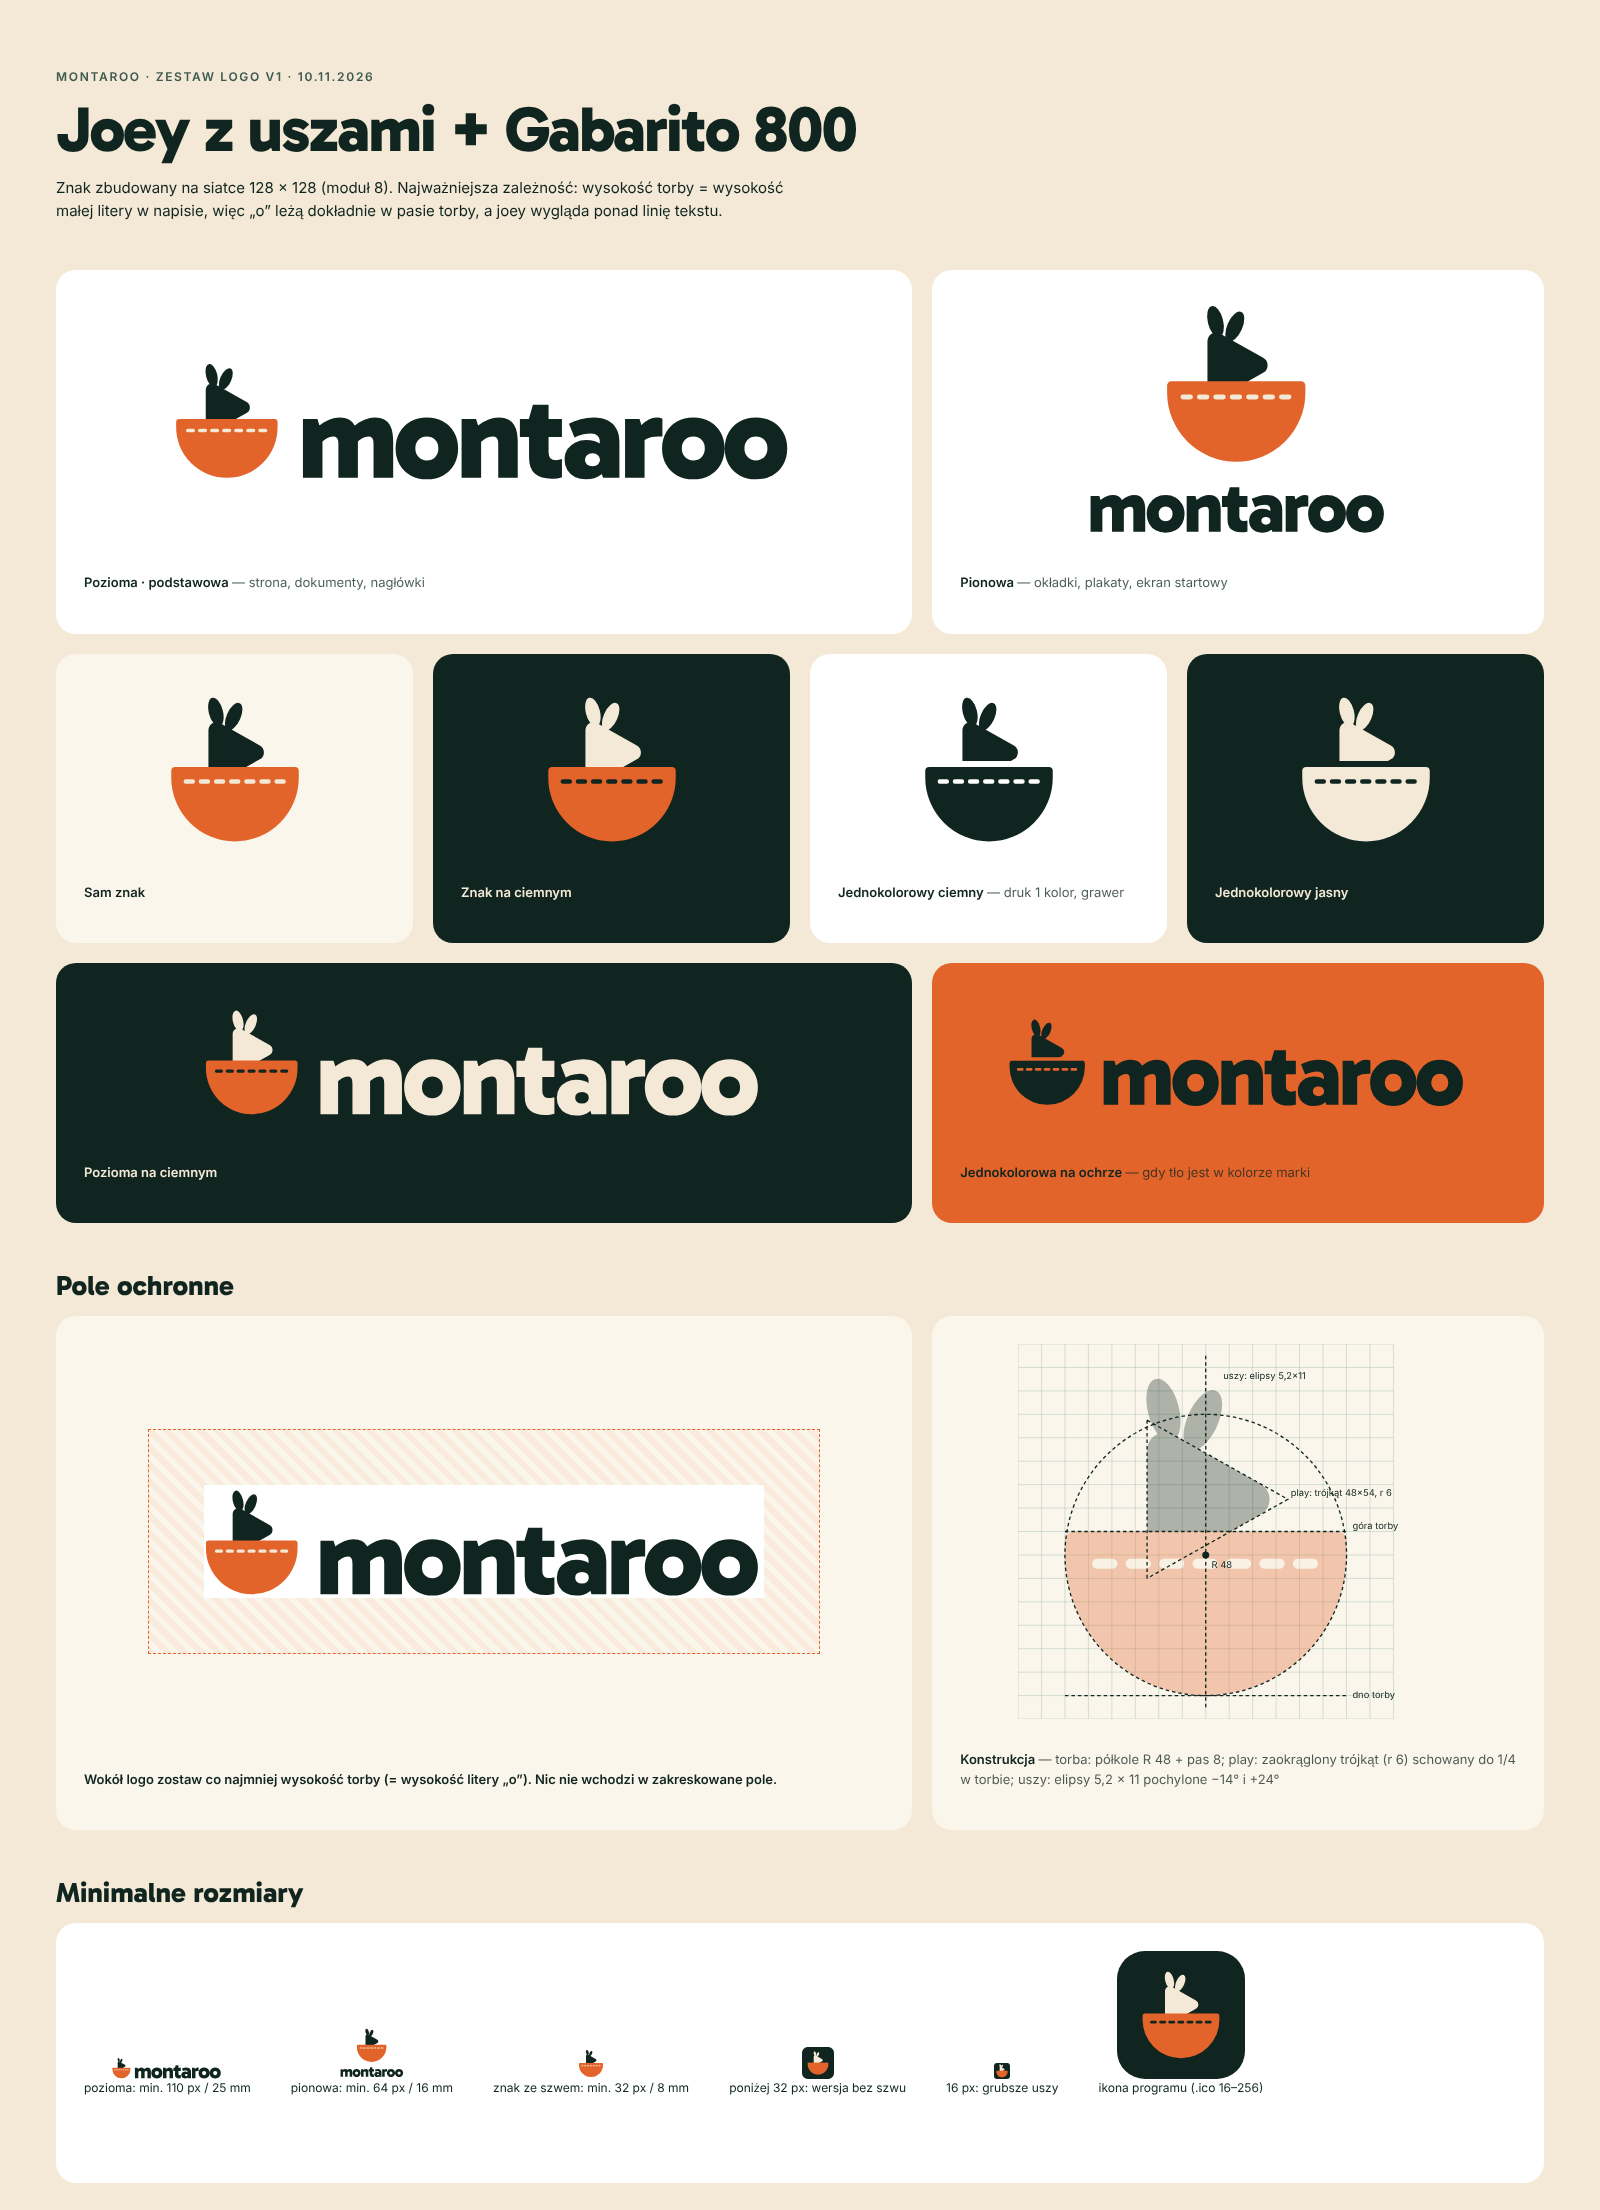 MONTAROO · ZESTAW LOGO V1 · 10.11.2026
Joey z uszami + Gabarito 800
Znak zbudowany na siatce 128 × 128 (moduł 8). Najważniejsza zależność: wysokość torby = wysokość
małej litery w napisie, więc „o” leżą dokładnie w pasie torby, a joey wygląda ponad linię tekstu.
montaroo
Pozioma · podstawowa — strona, dokumenty, nagłówki
montaroo
Pionowa — okładki, plakaty, ekran startowy
Sam znak
Znak na ciemnym
Jednokolorowy ciemny — druk 1 kolor, grawer
Jednokolorowy jasny
montaroo
Pozioma na ciemnym
montaroo
Jednokolorowa na ochrze — gdy tło jest w kolorze marki
Pole ochronne
montaroo
Wokół logo zostaw co najmniej wysokość torby (= wysokość litery „o”). Nic nie wchodzi w zakreskowane pole.
uszy: elipsy 5,2×11
play: trójkąt 48×54, r 6
góra torby
R 48
dno torby
Konstrukcja — torba: półkole R 48 + pas 8; play: zaokrąglony trójkąt (r 6) schowany do 1/4
w torbie; uszy: elipsy 5,2 × 11 pochylone −14° i +24°
Minimalne rozmiary
montaroo
pozioma: min. 110 px / 25 mm
montaroo
pionowa: min. 64 px / 16 mm
znak ze szwem: min. 32 px / 8 mm
poniżej 32 px: wersja bez szwu
16 px: grubsze uszy
ikona programu (.ico 16–256)